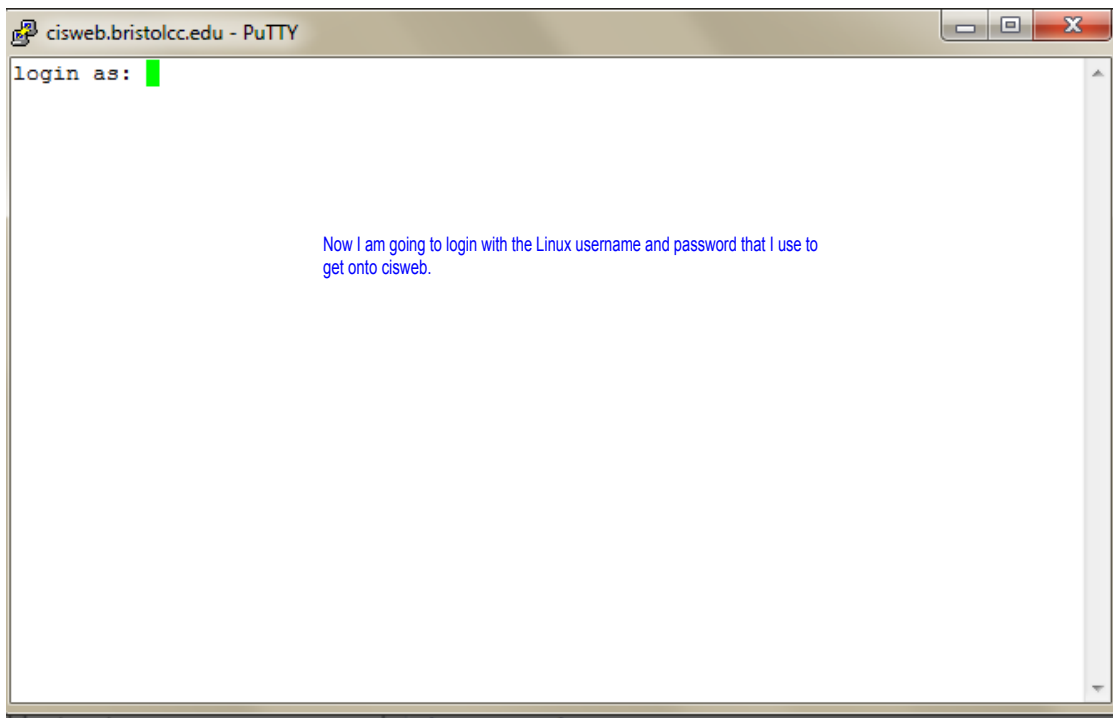 cisweb.bristolcc.edu - PuTTY
login as:
Now I am going to login with the Linux username and password that I use to
get onto cisweb.